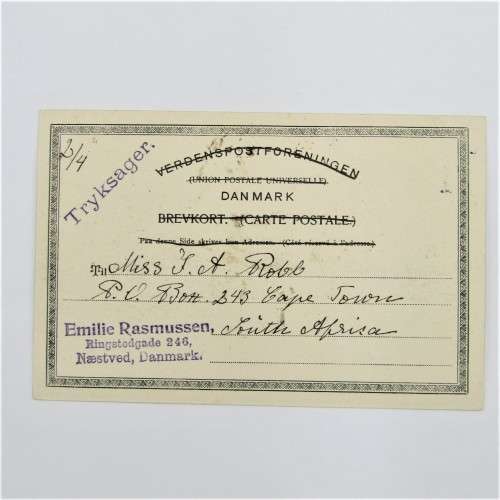 2/4
Tryksager.
VERDENSPOSTFORENINGEN
(UNION POSTALE UNIVERSELLE).
DANMARK
BREVKORT. (CARTE POSTALE.)
Paa denne Side skrives kun Adressen. (Côté réservé à l'adresse.)
Til Miss J. A. Robb
P. O. Box 243 Cape Town
South Africa
Emilie Rasmussen,
Ringstedgade 246,
Næstved, Danmark.